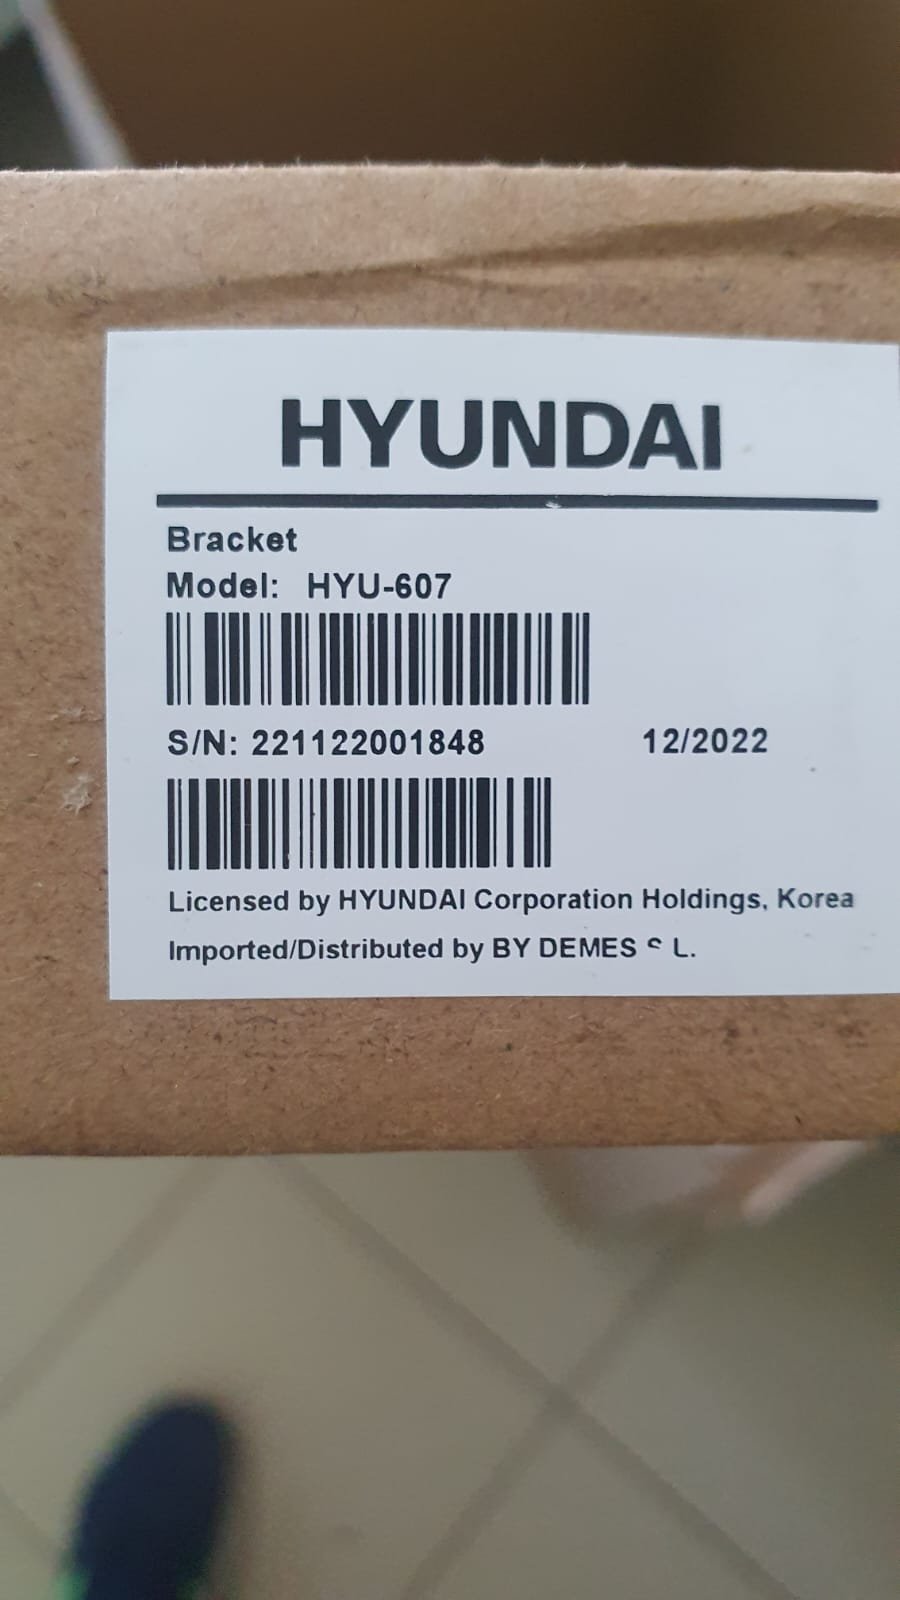 HYUNDAI
Bracket
Model: HYU-607
S/N: 221122001848 12/2022
Licensed by HYUNDAI Corporation Holdings, Korea
Imported/Distributed by BY DEMES S L.